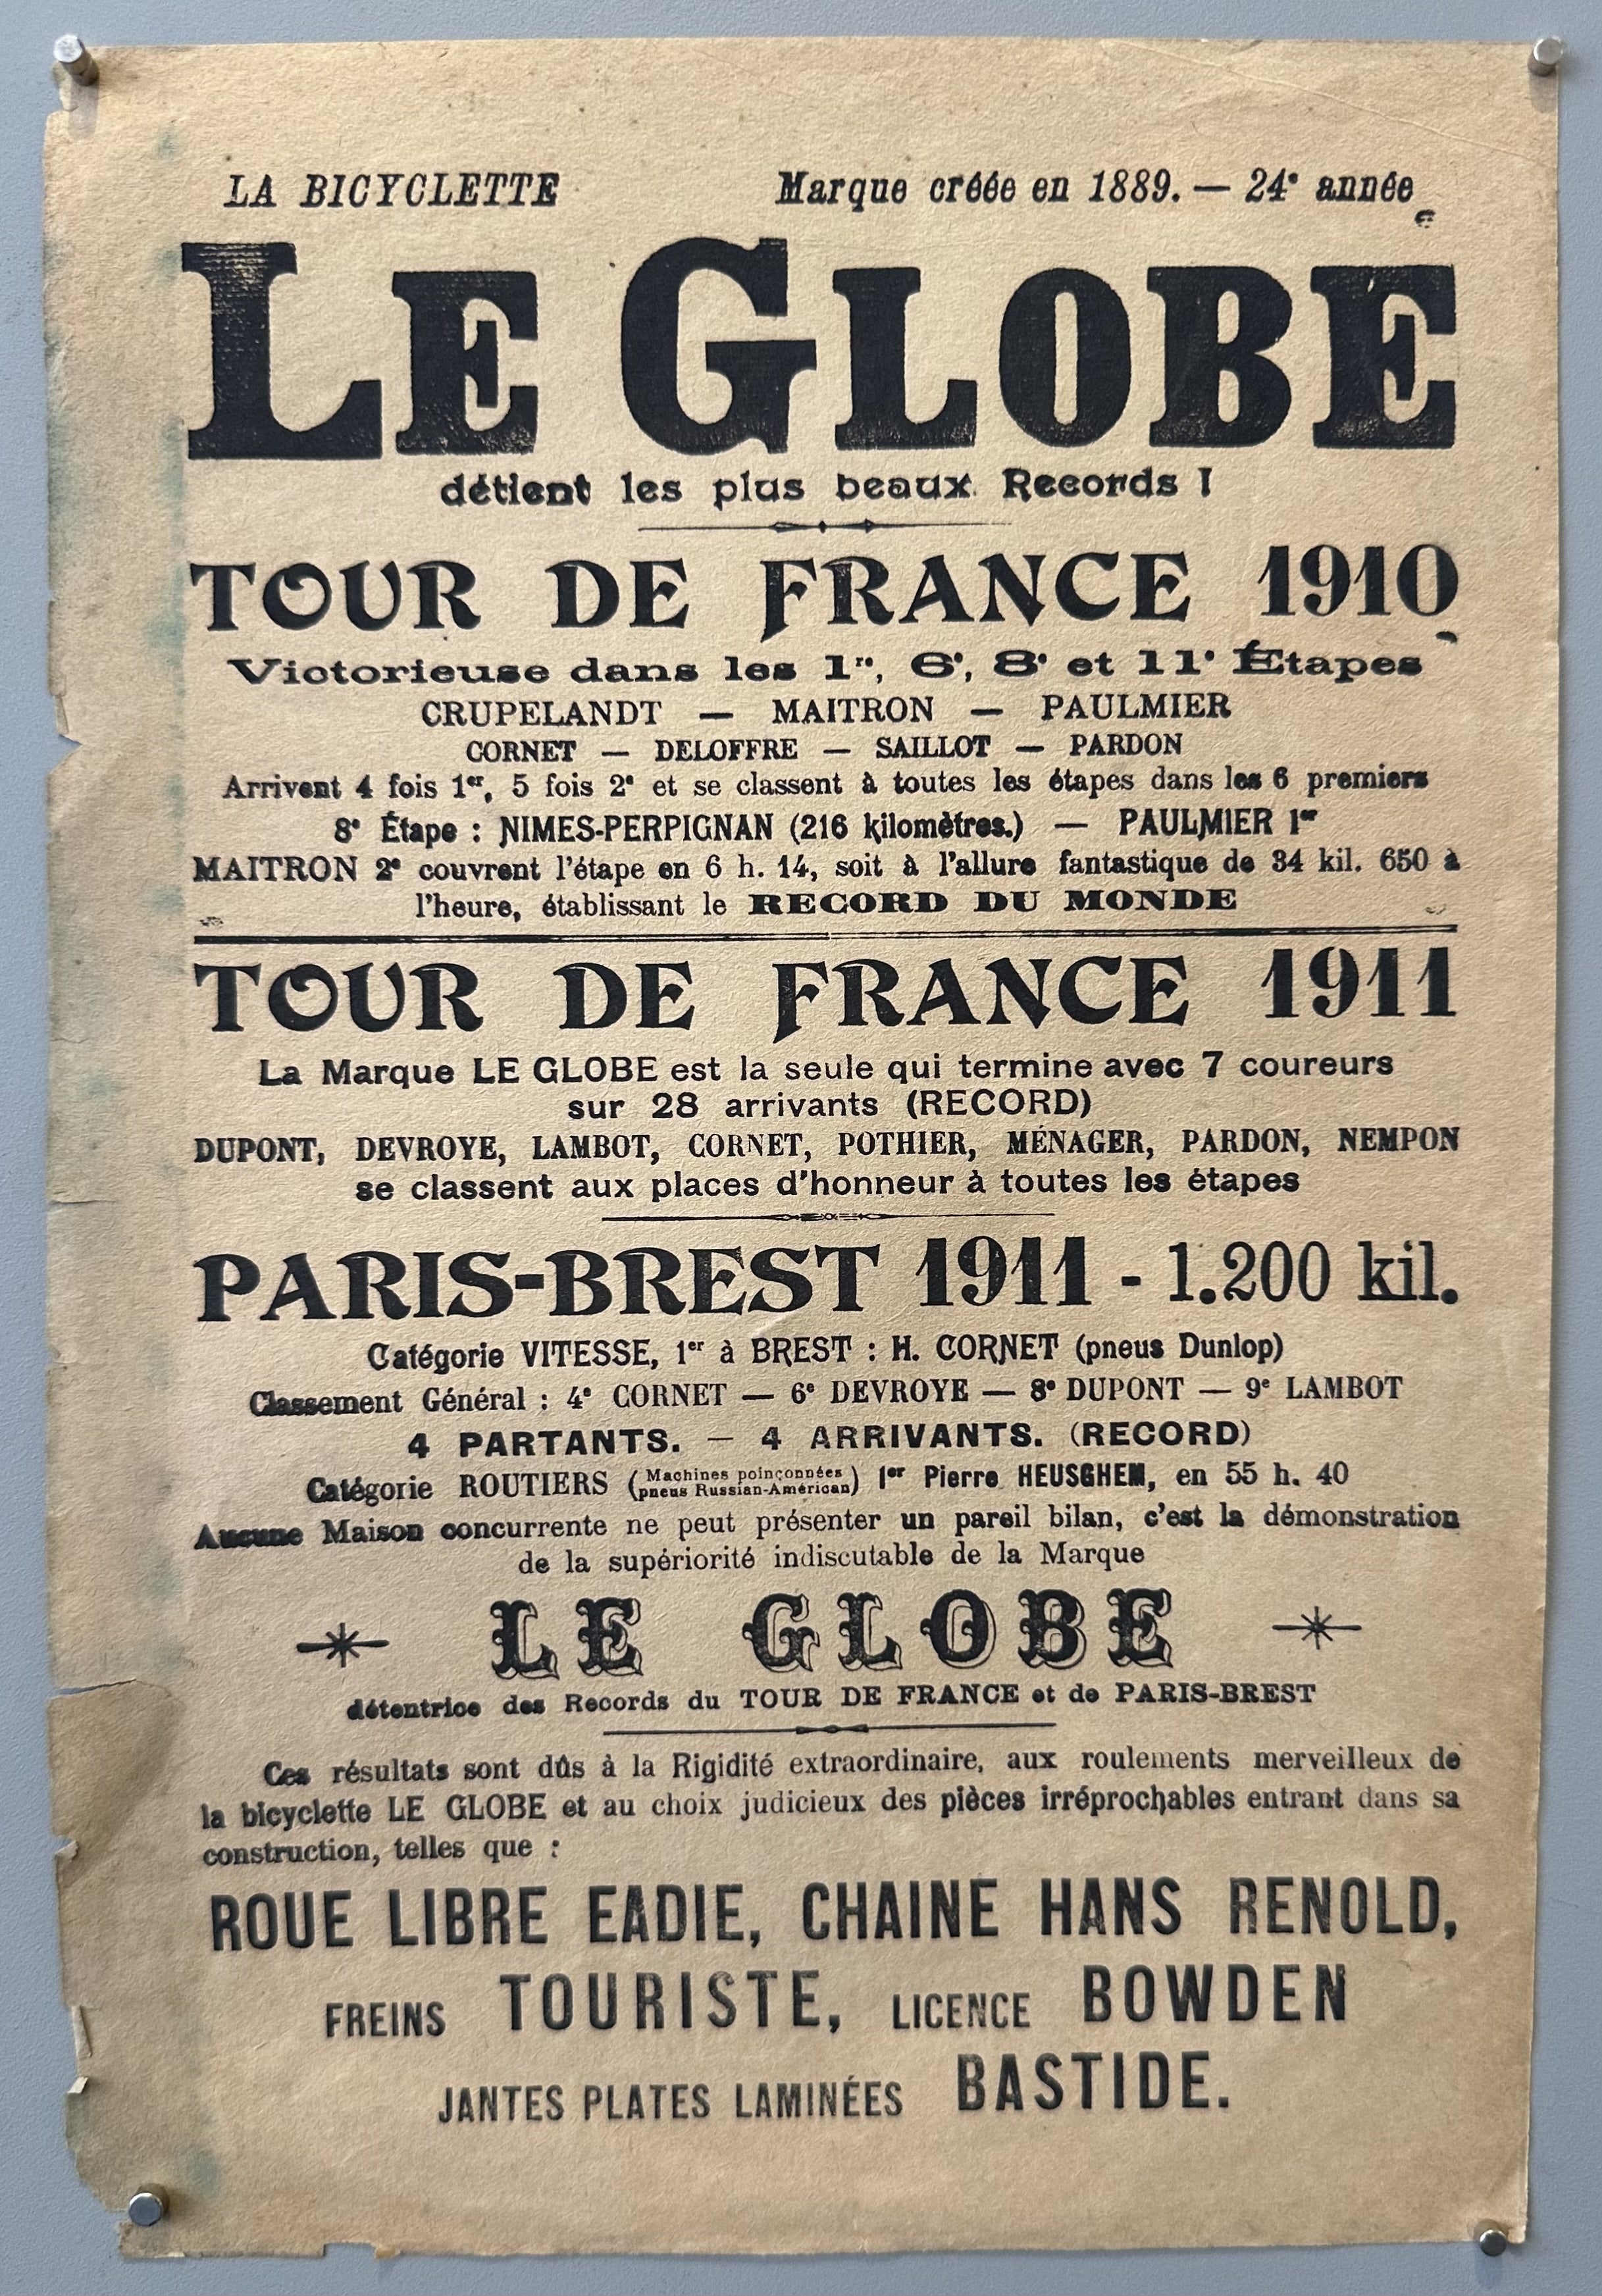 LA BICYCLETTE Marque créée en 1889. — 24e année
LE GLOBE
détient les plus beaux Records !
TOUR DE FRANCE 1910
Victorieuse dans les 1re, 6e, 8e et 11e Étapes
CRUPELANDT — MAITRON — PAULMIER
CORNET — DELOFFRE — SAILLOT — PARDON
Arrivent 4 fois 1er, 5 fois 2e et se classent à toutes les étapes dans les 6 premiers
8e Étape : NIMES-PERPIGNAN (216 kilomètres.) — PAULMIER 1er
MAITRON 2e couvrent l'étape en 6 h. 14, soit à l'allure fantastique de 34 kil. 650 à
l'heure, établissant le RECORD DU MONDE
TOUR DE FRANCE 1911
La Marque LE GLOBE est la seule qui termine avec 7 coureurs
sur 28 arrivants (RECORD)
DUPONT, DEVROYE, LAMBOT, CORNET, POTHIER, MÉNAGER, PARDON, NEMPON
se classent aux places d'honneur à toutes les étapes
PARIS-BREST 1911 - 1.200 kil.
Catégorie VITESSE, 1er à BREST : H. CORNET (pneus Dunlop)
Classement Général : 4e CORNET — 6e DEVROYE — 8e DUPONT — 9e LAMBOT
4 PARTANTS. — 4 ARRIVANTS. (RECORD)
Catégorie ROUTIERS (Machines poinçonnées pneus Russian-Américan) 1er Pierre HEUSGHEM, en 55 h. 40
Aucune Maison concurrente ne peut présenter un pareil bilan, c'est la démonstration
de la supériorité indiscutable de la Marque
LE GLOBE
détentrice des Records du TOUR DE FRANCE et de PARIS-BREST
Ces résultats sont dûs à la Rigidité extraordinaire, aux roulements merveilleux de
la bicyclette LE GLOBE et au choix judicieux des pièces irréprochables entrant dans sa
construction, telles que :
ROUE LIBRE EADIE, CHAINE HANS RENOLD,
FREINS TOURISTE, LICENCE BOWDEN
JANTES PLATES LAMINÉES BASTIDE.